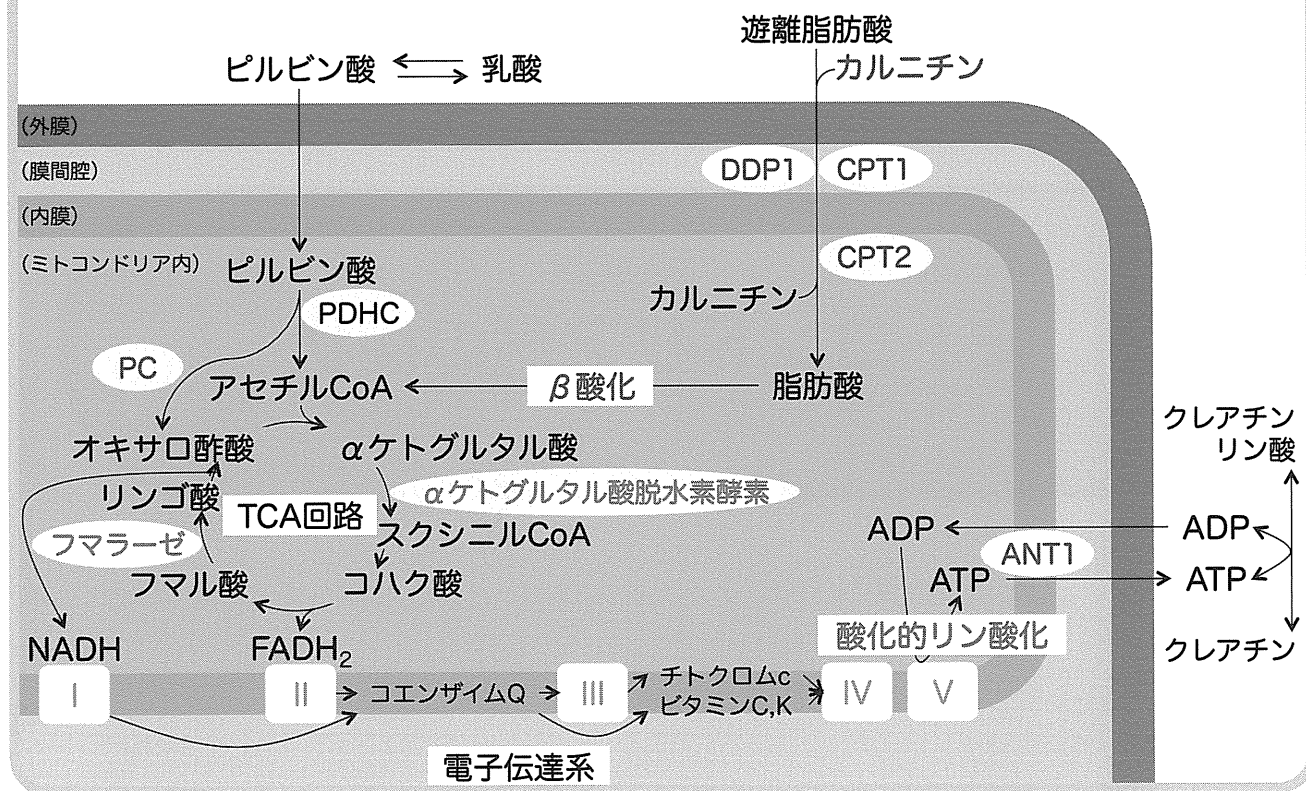 遊離脂肪酸
ピルビン酸
乳酸
カルニチン
(外膜)
(膜間腔)
DDP1
CPT1
(内膜)
(ミトコンドリア内)
ピルビン酸
CPT2
カルニチン
PDHC
PC
アセチルCoA
β酸化
脂肪酸
オキサロ酢酸
αケトグルタル酸
クレアチン
リン酸
リンゴ酸
TCA回路
αケトグルタル酸脱水素酵素
フマラーゼ
スクシニルCoA
ADP
ADP
ANT1
フマル酸
コハク酸
ATP
ATP
酸化的リン酸化
NADH
FADH2
クレアチン
I
II
コエンザイムQ
III
チトクロムc
ビタミンC,K
IV
V
電子伝達系